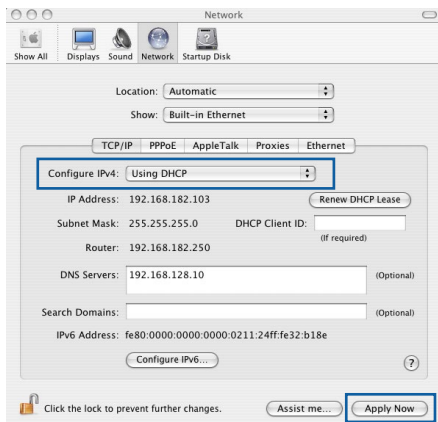 Network
Show All Displays Sound Network Startup Disk
Location: Automatic
Show: Built-in Ethernet
TCP/IP PPPoE AppleTalk Proxies Ethernet
Configure IPv4: Using DHCP
IP Address: 192.168.182.103 Renew DHCP Lease
Subnet Mask: 255.255.255.0 DHCP Client ID:
(If required)
Router: 192.168.182.250
DNS Servers: 192.168.128.10 (Optional)
Search Domains: (Optional)
IPv6 Address: fe80:0000:0000:0000:0211:24ff:fe32:b18e
Configure IPv6... ?
Click the lock to prevent further changes. Assist me... Apply Now